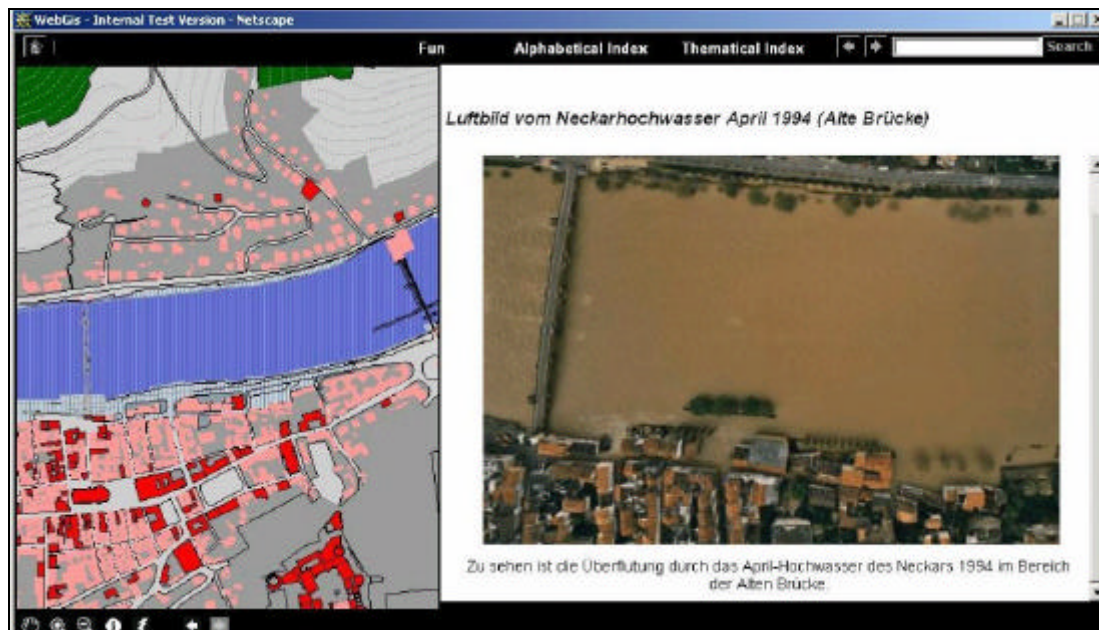 WebGis - Internal Test Version - Netscape
Fun Alphabetical Index Thematical Index Search
Luftbild vom Neckarhochwasser April 1994 (Alte Brücke)
Zu sehen ist die Überflutung durch das April-Hochwasser des Neckars 1994 im Bereich
der Alten Brücke.